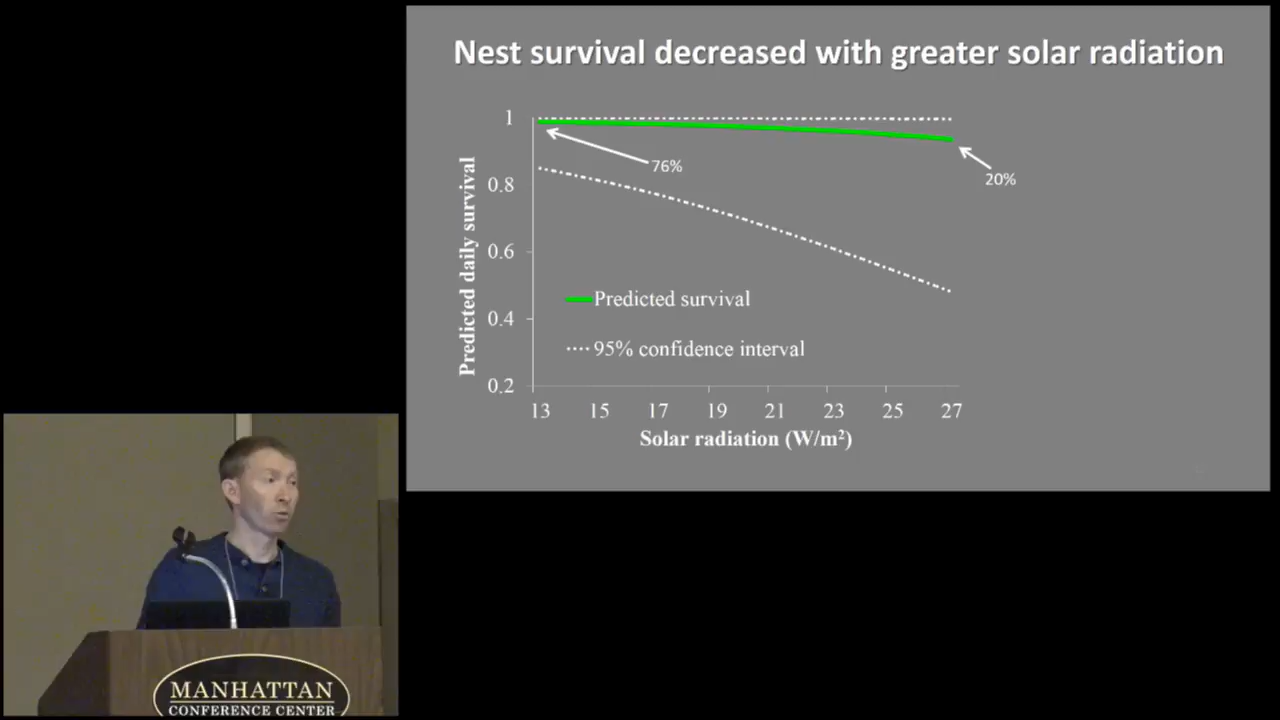 Nest survival decreased with greater solar radiation
Predicted daily survival
1
0.8
0.6
0.4
0.2
76%
20%
Predicted survival
95% confidence interval
13 15 17 19 21 23 25 27
Solar radiation (W/m²)
MANHATTAN
CONFERENCE CENTER